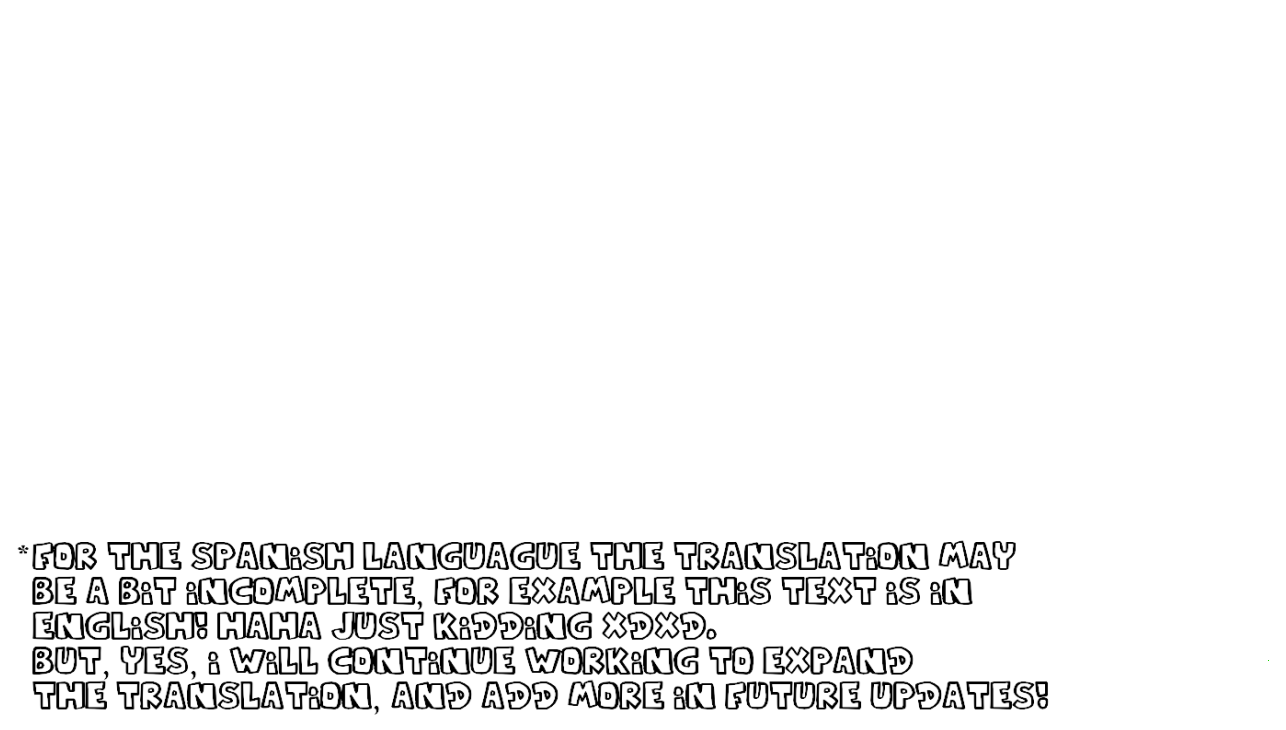 *FOR THE SPANiSH LANGUAGUE THE TRANSLATiON MAY
BE A BiT iNCOMPLETE, FOR EXAMPLE THiS TEXT iS iN
ENGLiSH! HAHA JUST KiDDiNG XDXD.
BUT, YES, i WiLL CONTiNUE WORKiNG TO EXPAND
THE TRANSLATiON, AND ADD MORE iN FUTURE UPDATES!